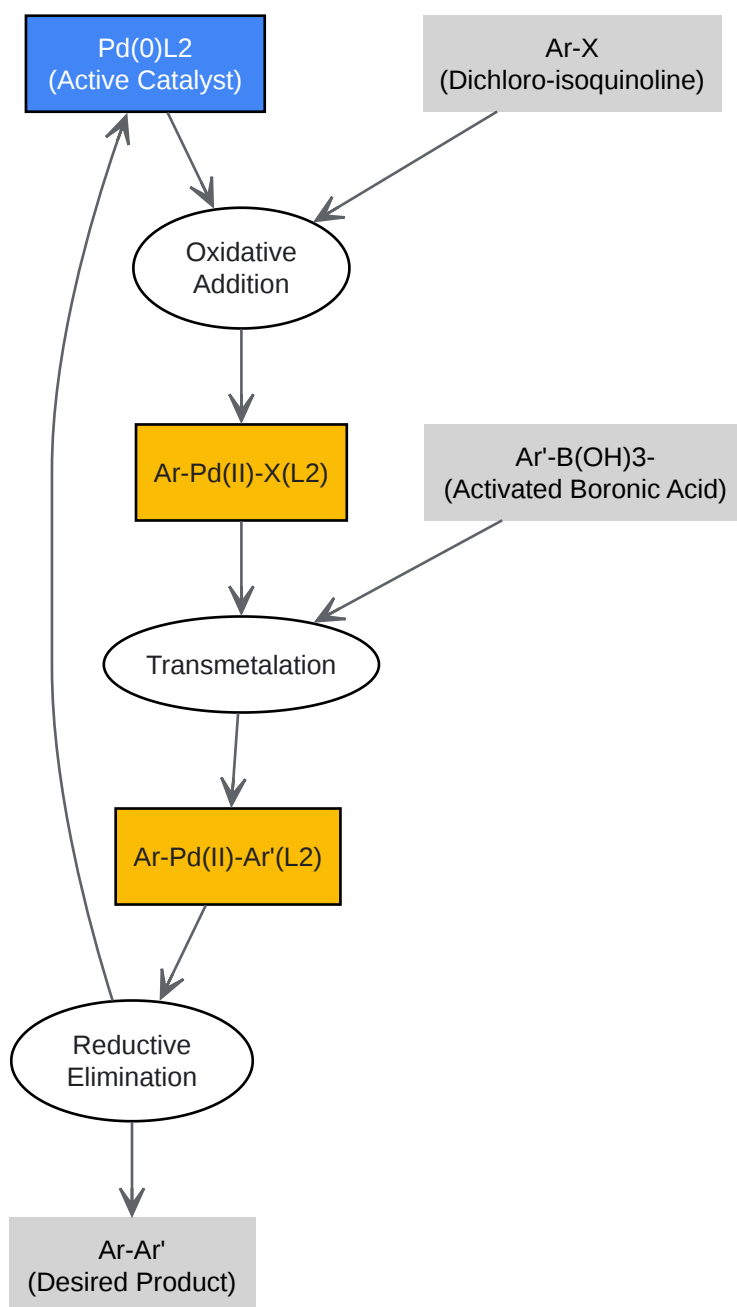 Pd(0)L2
(Active Catalyst)
Ar-X
(Dichloro-isoquinoline)
Oxidative
Addition
Ar-Pd(II)-X(L2)
Ar'-B(OH)3-
(Activated Boronic Acid)
Transmetalation
Ar-Pd(II)-Ar'(L2)
Reductive
Elimination
Ar-Ar'
(Desired Product)